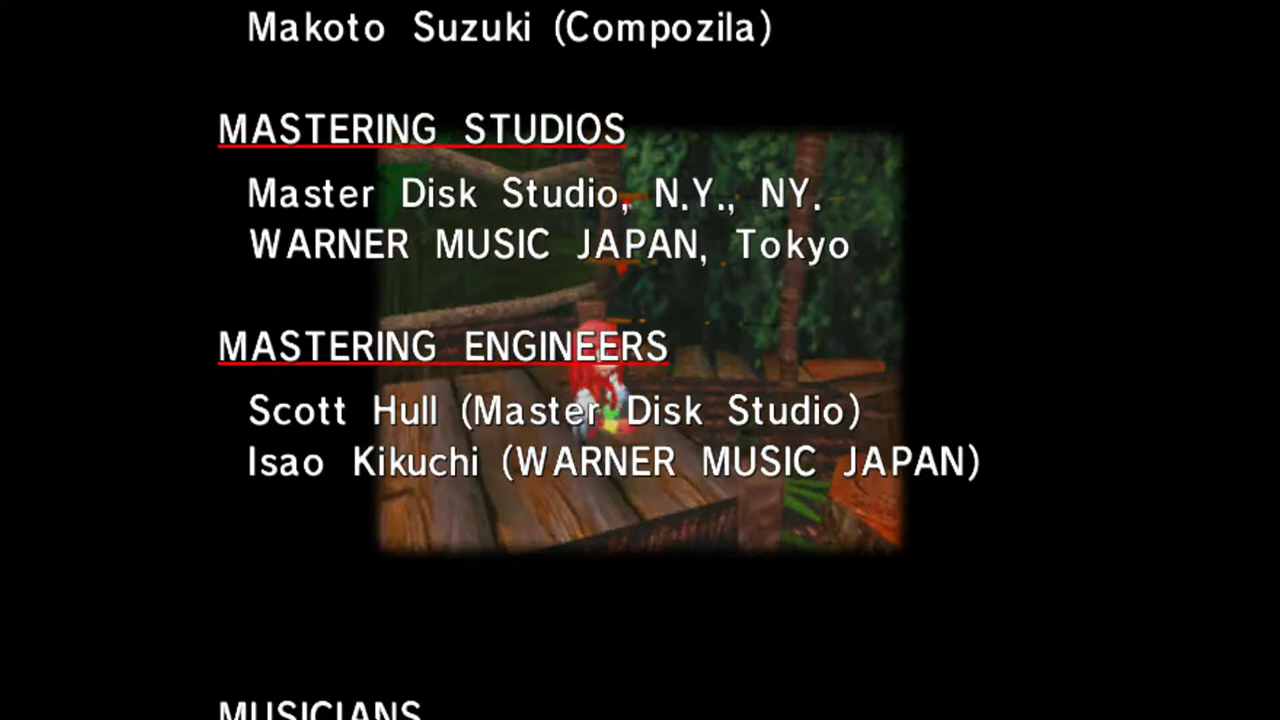 Makoto Suzuki (Compozila)
MASTERING STUDIOS
Master Disk Studio, N.Y., NY.
WARNER MUSIC JAPAN, Tokyo
MASTERING ENGINEERS
Scott Hull (Master Disk Studio)
Isao Kikuchi (WARNER MUSIC JAPAN)
MUSICIANS